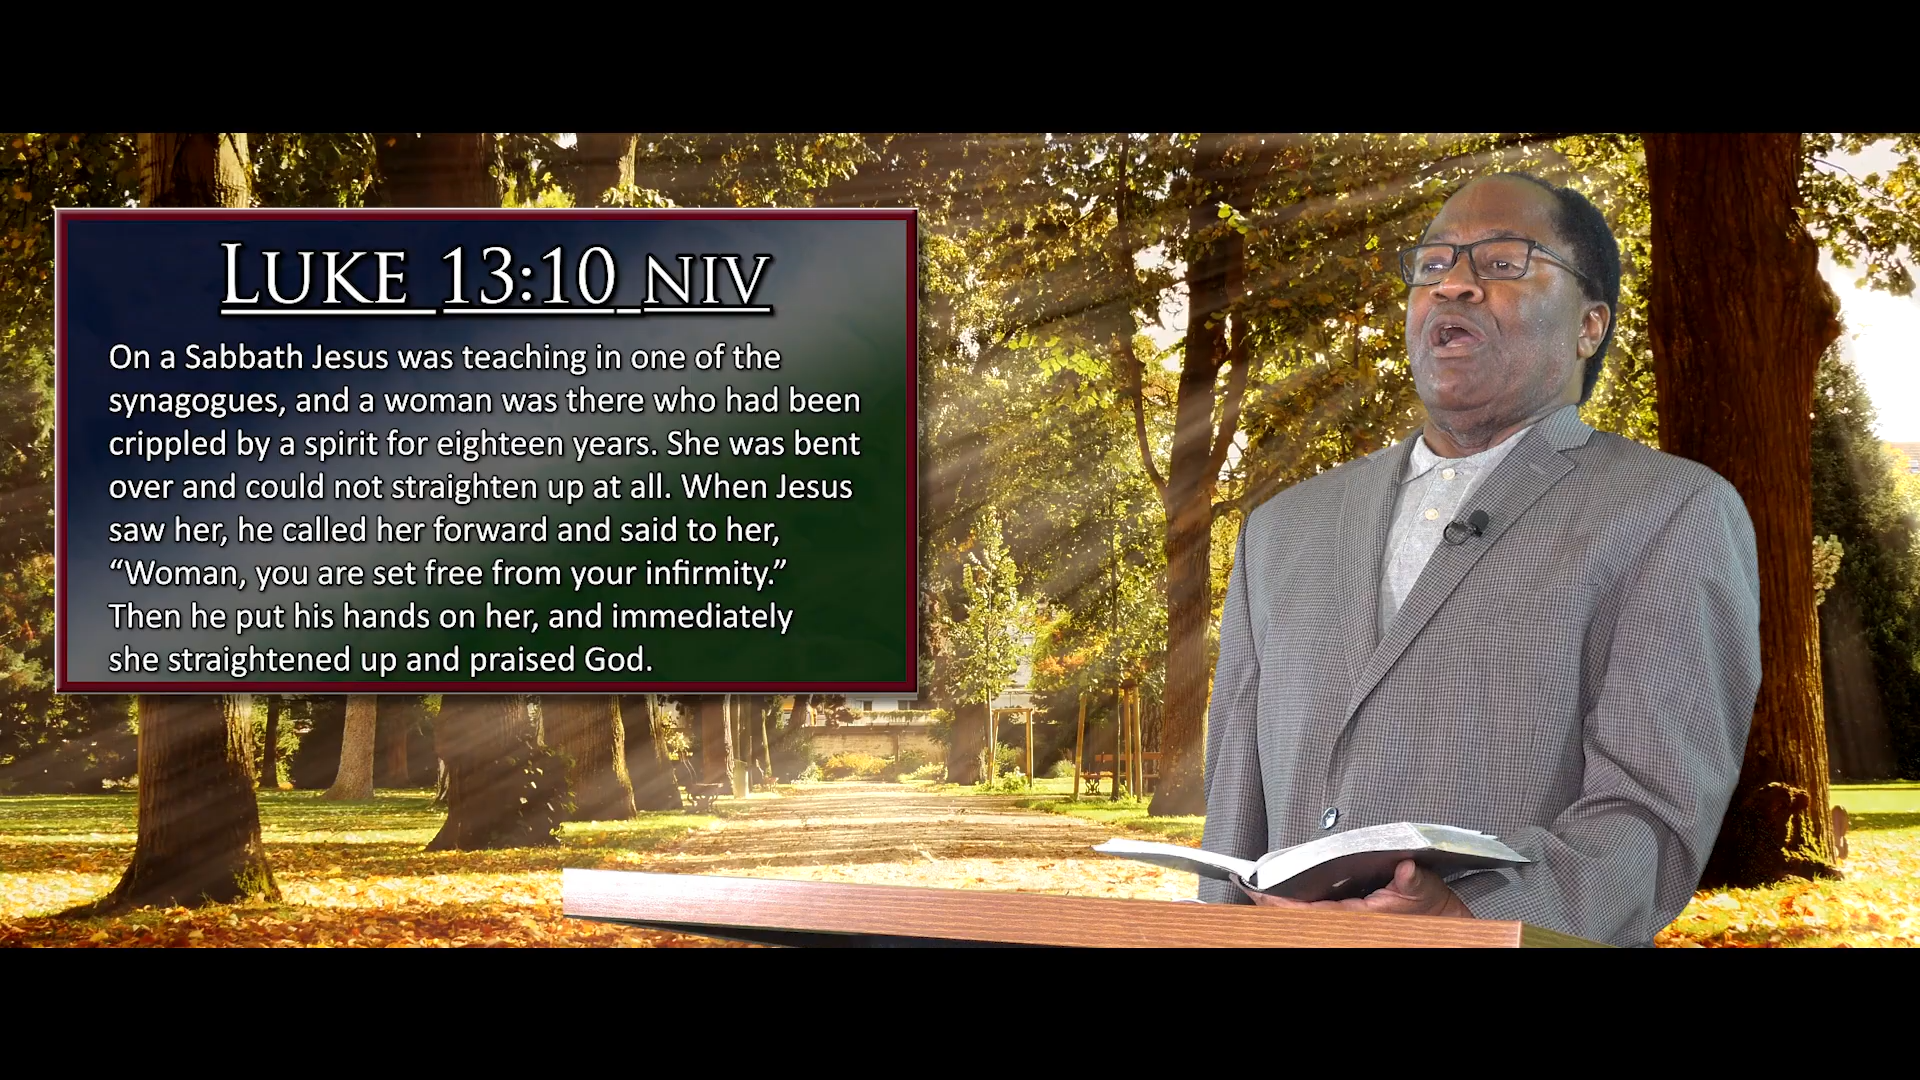 LUKE 13:10 NIV
On a Sabbath Jesus was teaching in one of the
synagogues, and a woman was there who had been
crippled by a spirit for eighteen years. She was bent
over and could not straighten up at all. When Jesus
saw her, he called her forward and said to her,
“Woman, you are set free from your infirmity.”
Then he put his hands on her, and immediately
she straightened up and praised God.